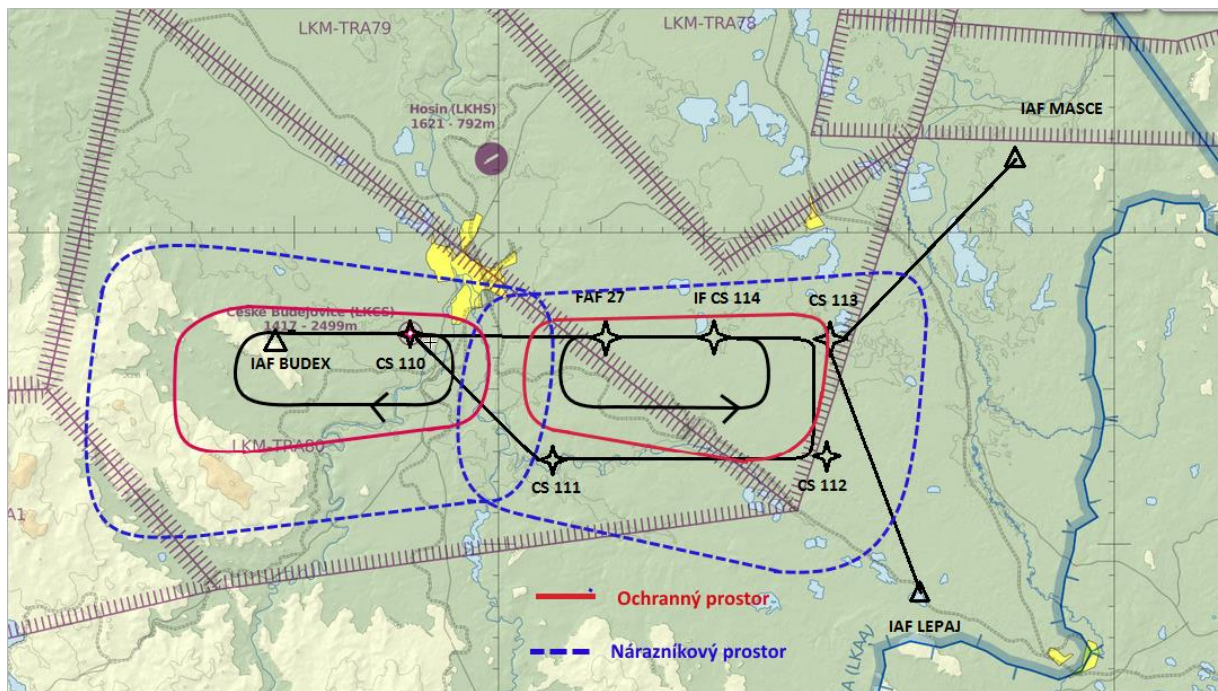 LKM-TRA79
LKM-TRA78
Hosin (LKHS)
1621 - 792m
IAF MASCE
FAF 27
IF CS 114
CS 113
České Budějovice (LKCS)
1417 - 2499m
IAF BUDEX
CS 110
LKM-TRA80
CS 111
CS 112
A1
Ochranný prostor
IAF LEPAJ
Nárazníkový prostor
A (LKAA)